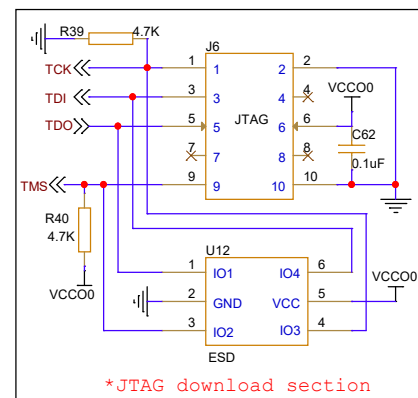 R39 4.7K
J6
TCK 1 1 2 2
VCCO0
TDI 3 3 4 4
JTAG
TDO 5 5 6 6
C62
7 7 8 8
0.1uF
TMS 9 9 10 10
R40
4.7K
U12
VCCO0
1 IO1 IO4 6
VCCO0
2 GND VCC 5
3 IO2 IO3 4
ESD
*JTAG download section